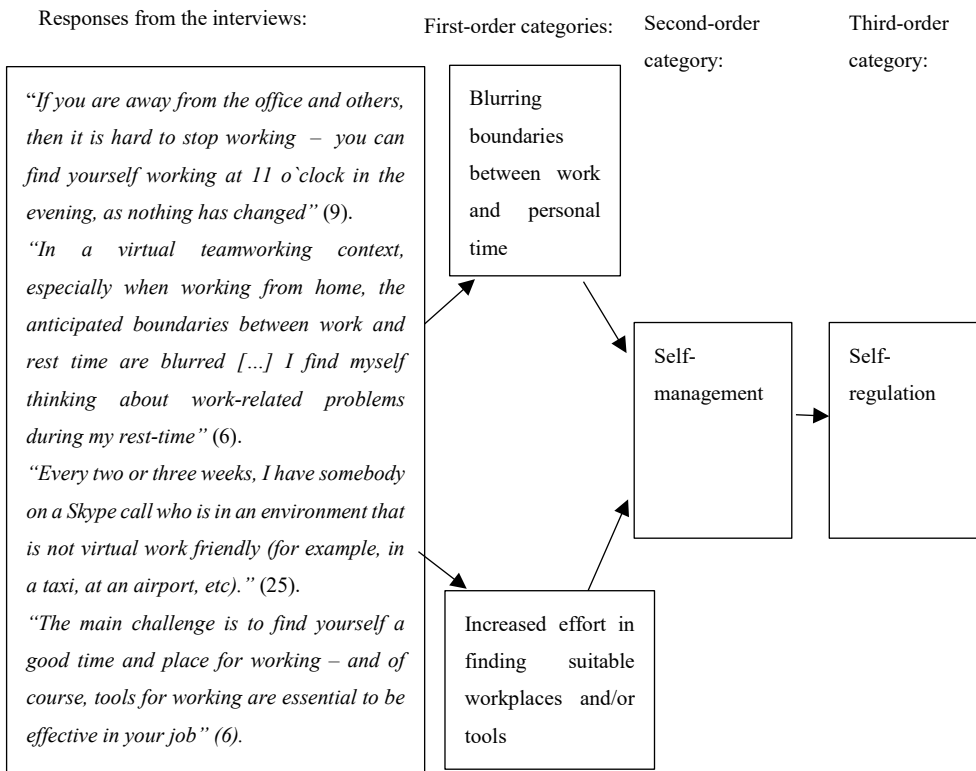 Responses from the interviews:
First-order categories:
Second-order
category:
Third-order
category:
“If you are away from the office and others,
then it is hard to stop working – you can
find yourself working at 11 o`clock in the
evening, as nothing has changed” (9).
“In a virtual teamworking context,
especially when working from home, the
anticipated boundaries between work and
rest time are blurred […] I find myself
thinking about work-related problems
during my rest-time” (6).
“Every two or three weeks, I have somebody
on a Skype call who is in an environment that
is not virtual work friendly (for example, in
a taxi, at an airport, etc).” (25).
“The main challenge is to find yourself a
good time and place for working – and of
course, tools for working are essential to be
effective in your job” (6).
Blurring
boundaries
between work
and personal
time
Increased effort in
finding suitable
workplaces and/or
tools
Self-
management
Self-
regulation